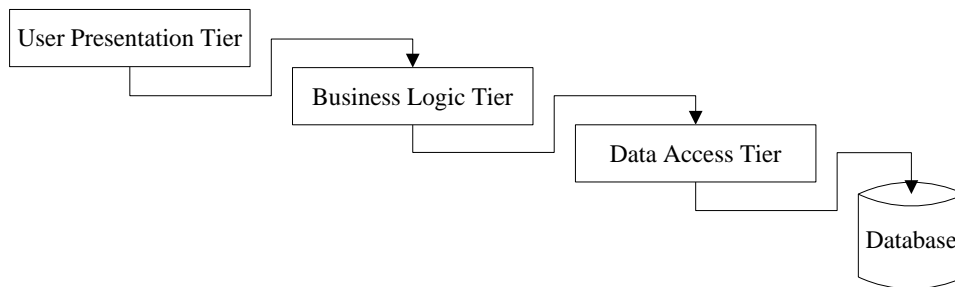 User Presentation Tier
Business Logic Tier
Data Access Tier
Database